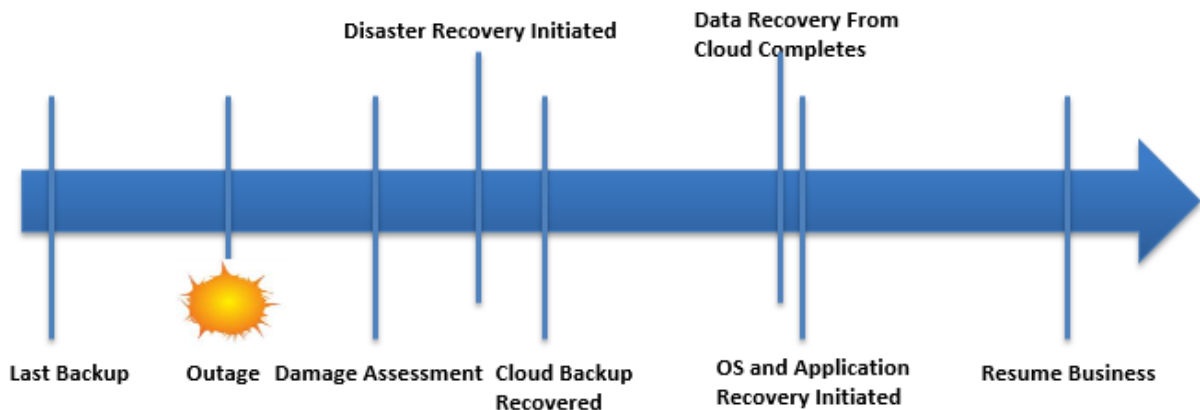 Disaster Recovery Initiated
Data Recovery From
Cloud Completes
Last Backup
Outage
Damage Assessment
Cloud Backup
Recovered
OS and Application
Recovery Initiated
Resume Business